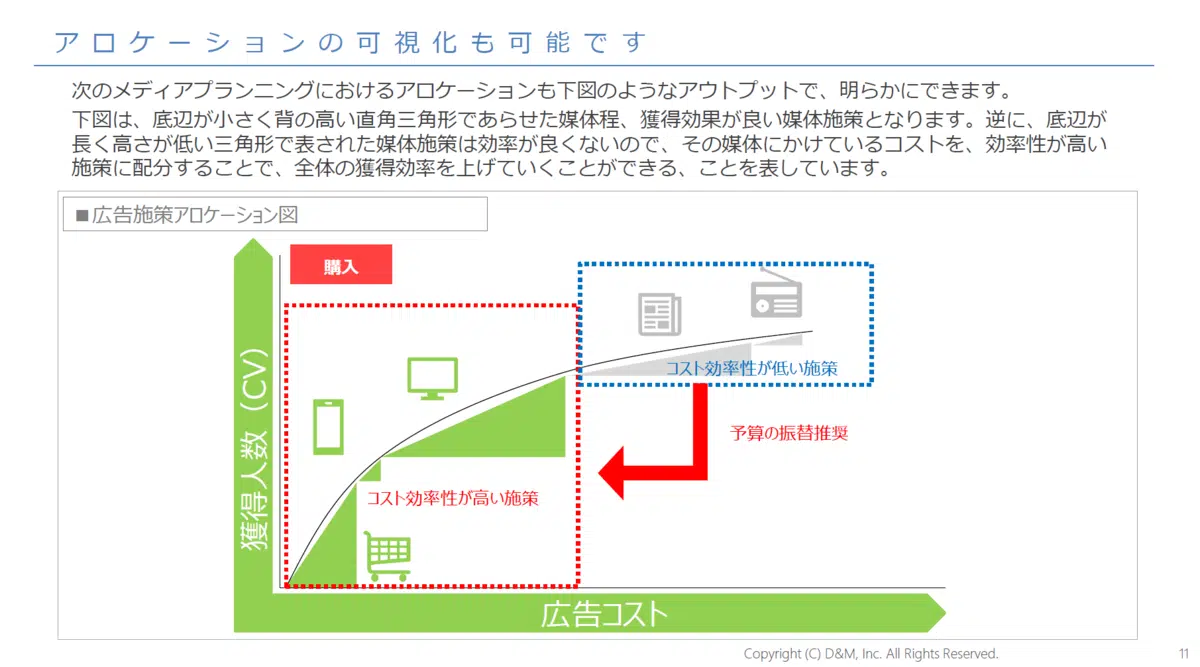 アロケーションの可視化も可能です
次のメディアプランニングにおけるアロケーションも下図のようなアウトプットで、明らかにできます。
下図は、底辺が小さく背の高い直角三角形であらせた媒体程、獲得効果が良い媒体施策となります。逆に、底辺が
長く高さが低い三角形で表された媒体施策は効率が良くないので、その媒体にかけているコストを、効率性が高い
施策に配分することで、全体の獲得効率を上げていくことができる、ことを表しています。
■広告施策アロケーション図
購入
コスト効率性が低い施策
予算の振替推奨
コスト効率性が高い施策
獲得人数（CV）
広告コスト
Copyright (C) D&M, Inc. All Rights Reserved.
11